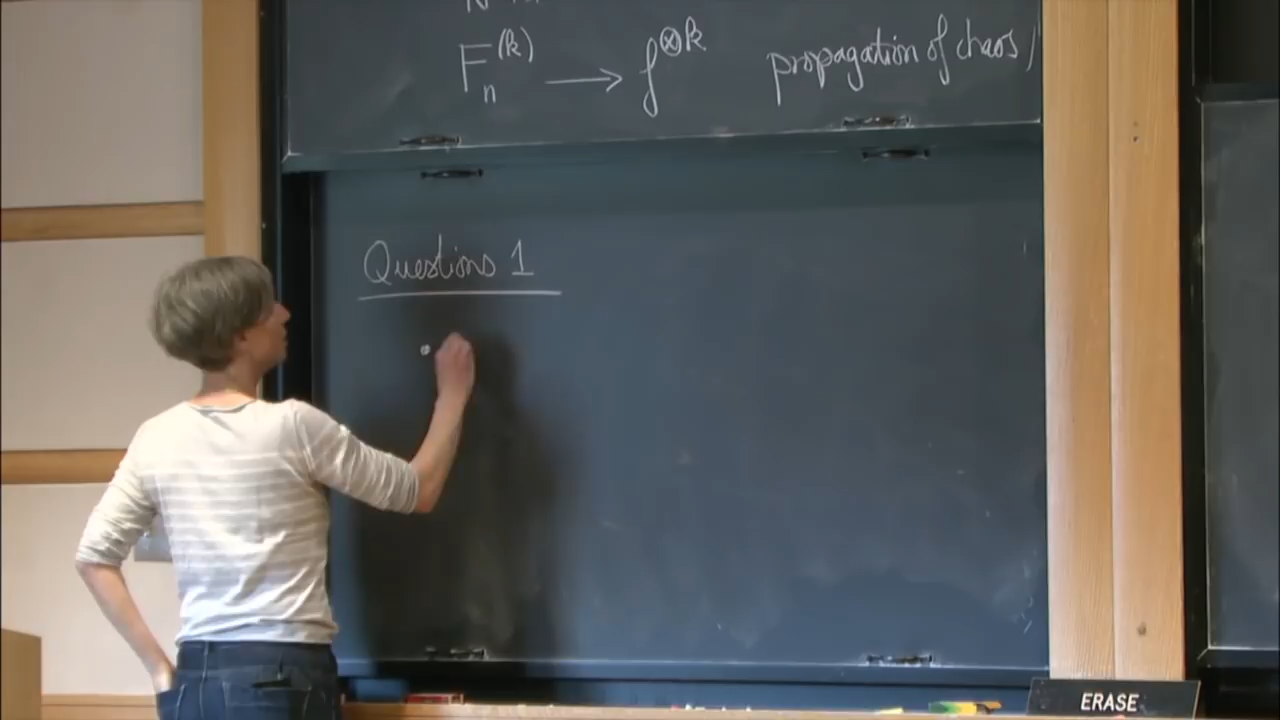 F_n^{(k)} ⟶ f^{⊗k} propagation of chaos
Questions 1
•
ERASE